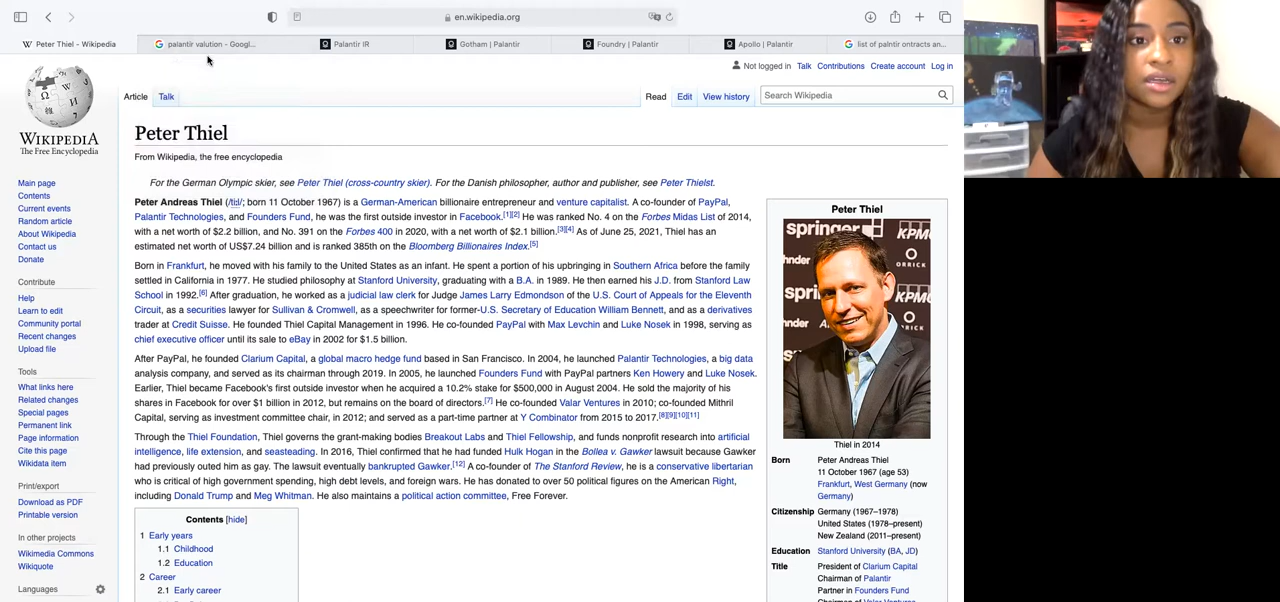 en.wikipedia.org
Peter Thiel - Wikipedia
palantir valution - Googl...
Palantir IR
Gotham | Palantir
Foundry | Palantir
Apollo | Palantir
list of palntir ontracts an...
Not logged in Talk Contributions Create account Log in
Article Talk
Read Edit View history
Search Wikipedia
WIKIPEDIA
The Free Encyclopedia
Main page
Contents
Current events
Random article
About Wikipedia
Contact us
Donate
Contribute
Help
Learn to edit
Community portal
Recent changes
Upload file
Tools
What links here
Related changes
Special pages
Permanent link
Page information
Cite this page
Wikidata item
Print/export
Download as PDF
Printable version
In other projects
Wikimedia Commons
Wikiquote
Languages
Peter Thiel
From Wikipedia, the free encyclopedia
For the German Olympic skier, see Peter Thiel (cross-country skier). For the Danish philosopher, author and publisher, see Peter Thielst.
Peter Andreas Thiel (/tiːl/; born 11 October 1967) is a German-American billionaire entrepreneur and venture capitalist. A co-founder of PayPal,
Palantir Technologies, and Founders Fund, he was the first outside investor in Facebook.[1][2] He was ranked No. 4 on the Forbes Midas List of 2014,
with a net worth of $2.2 billion, and No. 391 on the Forbes 400 in 2020, with a net worth of $2.1 billion.[3][4] As of June 25, 2021, Thiel has an
estimated net worth of US$7.24 billion and is ranked 385th on the Bloomberg Billionaires Index.[5]
Born in Frankfurt, he moved with his family to the United States as an infant. He spent a portion of his upbringing in Southern Africa before the family
settled in California in 1977. He studied philosophy at Stanford University, graduating with a B.A. in 1989. He then earned his J.D. from Stanford Law
School in 1992.[6] After graduation, he worked as a judicial law clerk for Judge James Larry Edmondson of the U.S. Court of Appeals for the Eleventh
Circuit, as a securities lawyer for Sullivan & Cromwell, as a speechwriter for former-U.S. Secretary of Education William Bennett, and as a derivatives
trader at Credit Suisse. He founded Thiel Capital Management in 1996. He co-founded PayPal with Max Levchin and Luke Nosek in 1998, serving as
chief executive officer until its sale to eBay in 2002 for $1.5 billion.
After PayPal, he founded Clarium Capital, a global macro hedge fund based in San Francisco. In 2004, he launched Palantir Technologies, a big data
analysis company, and served as its chairman through 2019. In 2005, he launched Founders Fund with PayPal partners Ken Howery and Luke Nosek.
Earlier, Thiel became Facebook's first outside investor when he acquired a 10.2% stake for $500,000 in August 2004. He sold the majority of his
shares in Facebook for over $1 billion in 2012, but remains on the board of directors.[7] He co-founded Valar Ventures in 2010; co-founded Mithril
Capital, serving as investment committee chair, in 2012; and served as a part-time partner at Y Combinator from 2015 to 2017.[8][9][10][11]
Through the Thiel Foundation, Thiel governs the grant-making bodies Breakout Labs and Thiel Fellowship, and funds nonprofit research into artificial
intelligence, life extension, and seasteading. In 2016, Thiel confirmed that he had funded Hulk Hogan in the Bollea v. Gawker lawsuit because Gawker
had previously outed him as gay. The lawsuit eventually bankrupted Gawker.[12] A co-founder of The Stanford Review, he is a conservative libertarian
who is critical of high government spending, high debt levels, and foreign wars. He has donated to over 50 political figures on the American Right,
including Donald Trump and Meg Whitman. He also maintains a political action committee, Free Forever.
Contents [hide]
1 Early years
1.1 Childhood
1.2 Education
2 Career
2.1 Early career
Peter Thiel
springer
KPMG
ORRICK
Thiel in 2014
Born Peter Andreas Thiel
11 October 1967 (age 53)
Frankfurt, West Germany (now
Germany)
Citizenship Germany (1967–1978)
United States (1978–present)
New Zealand (2011–present)
Education Stanford University (BA, JD)
Title President of Clarium Capital
Chairman of Palantir
Partner in Founders Fund